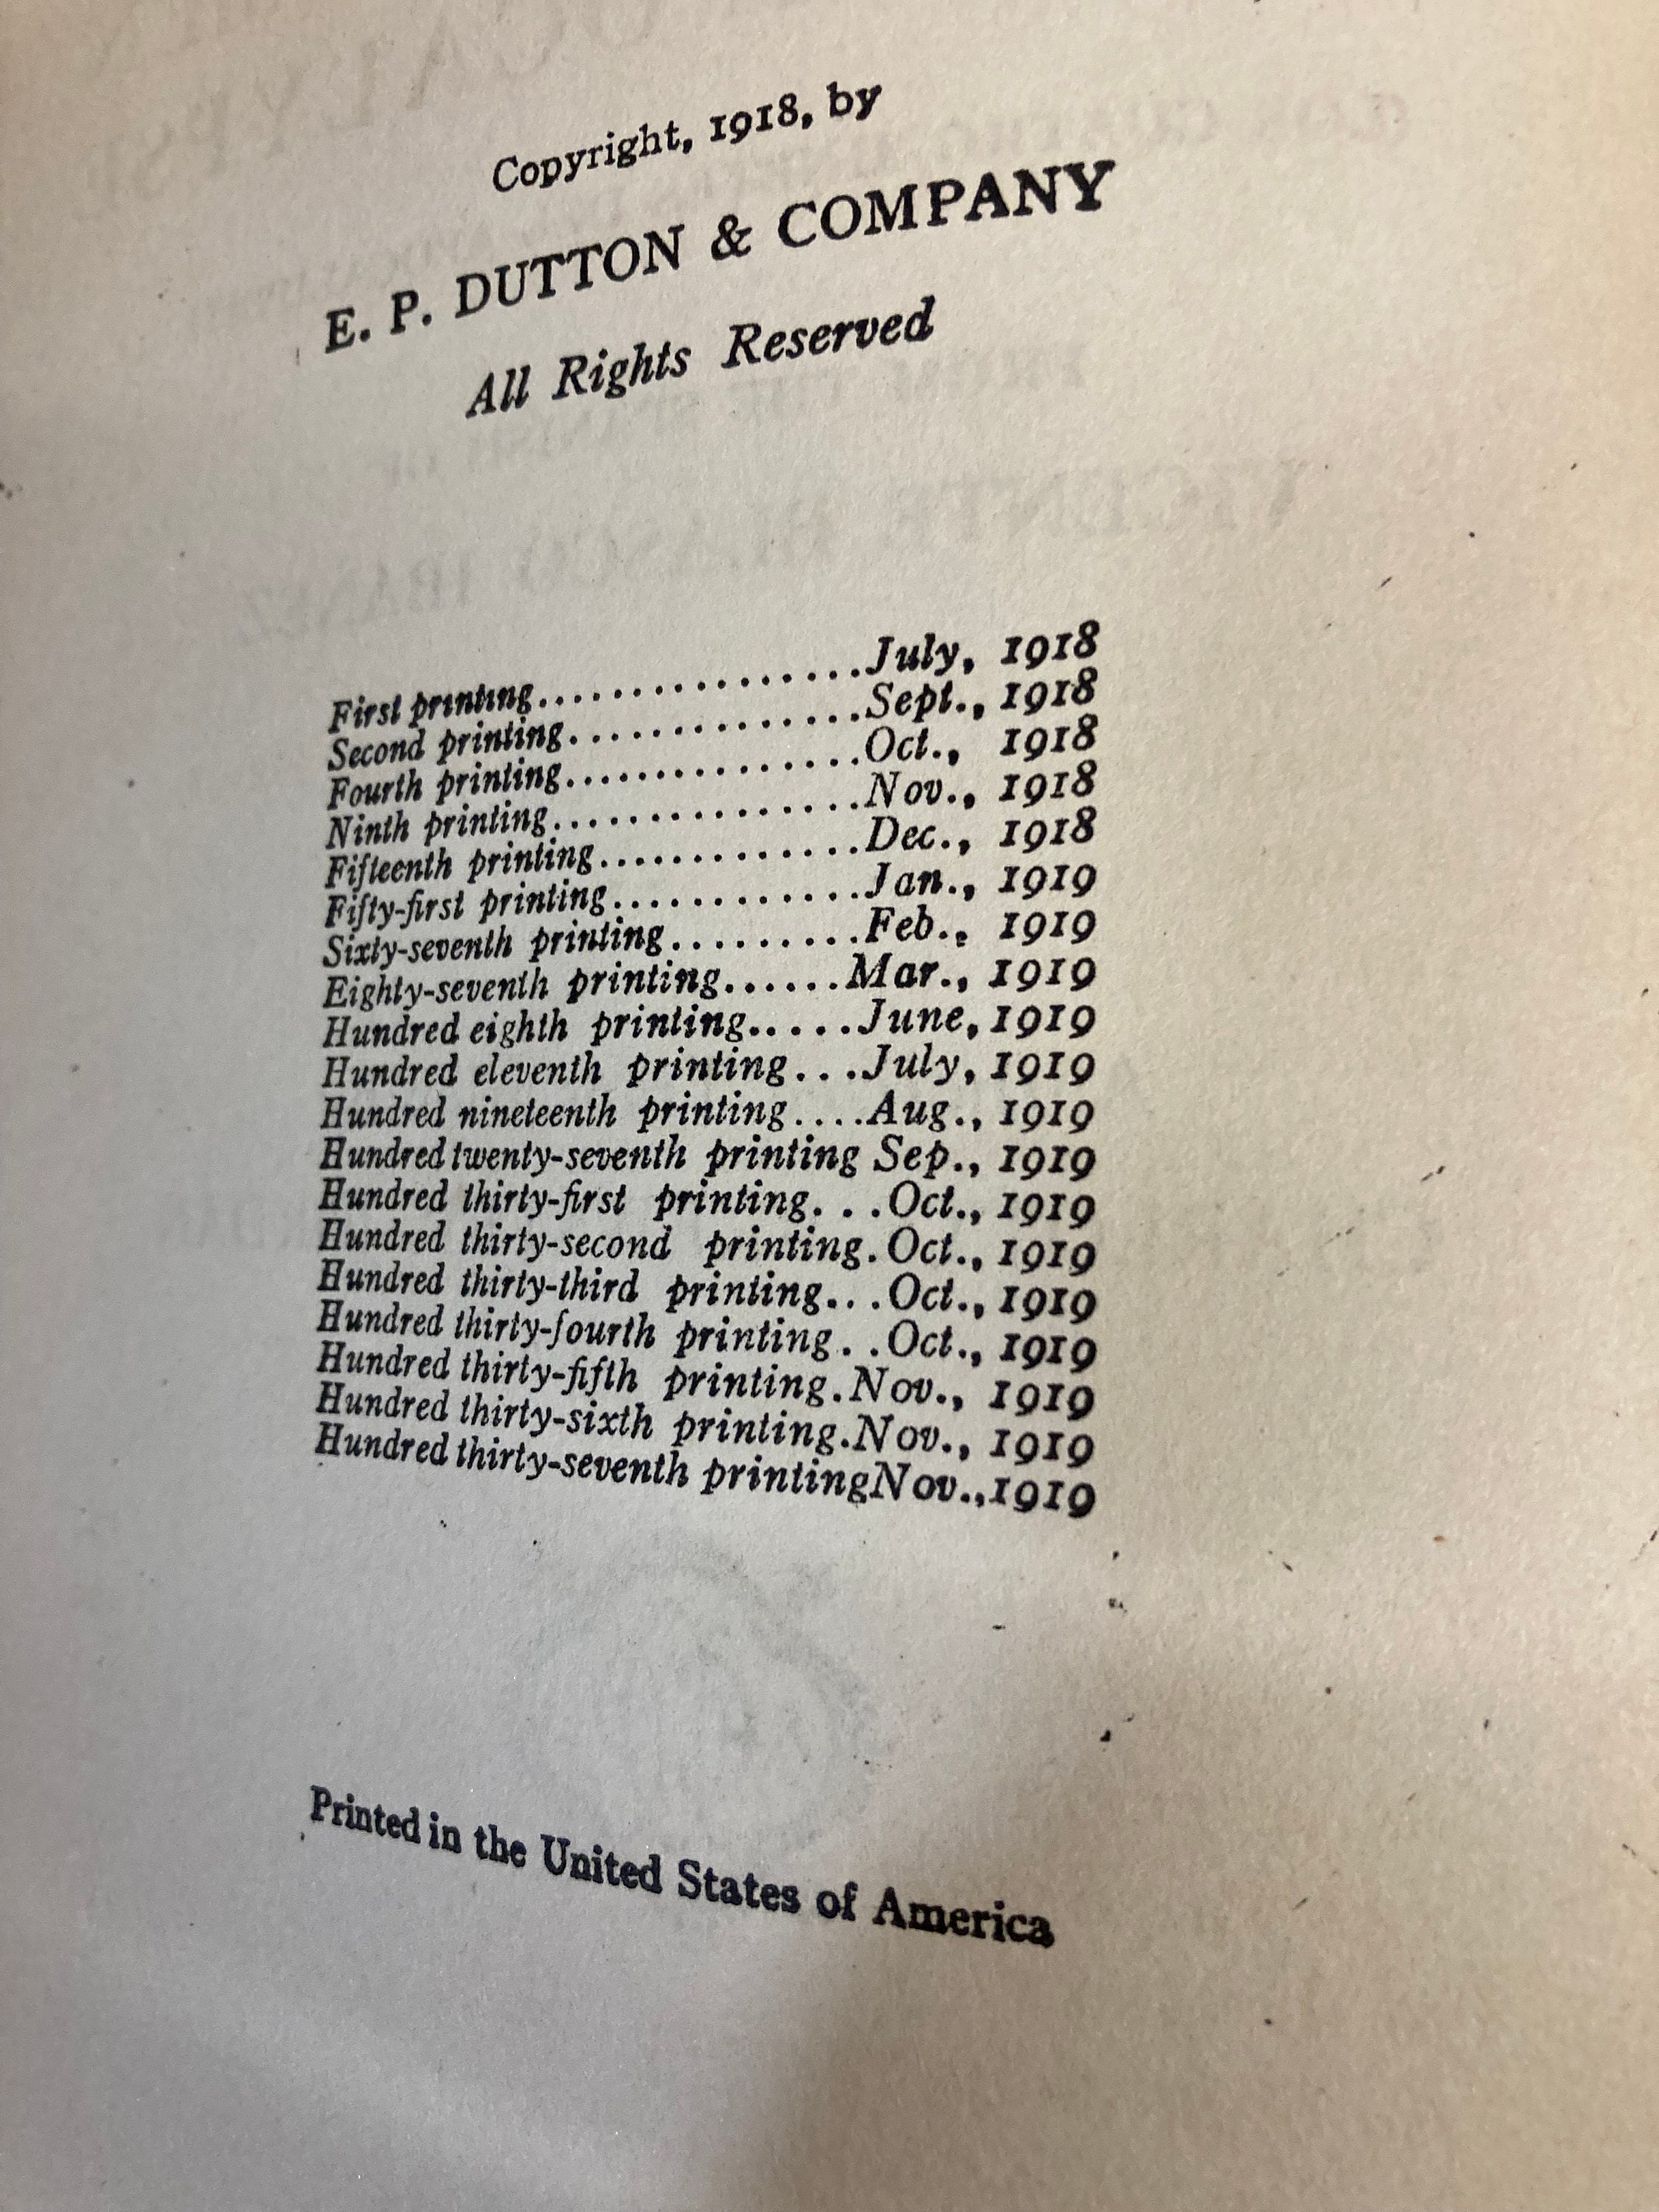 Copyright, 1918, by
E. P. DUTTON & COMPANY
All Rights Reserved
First printing................July, 1918
Second printing..............Sept., 1918
Fourth printing...............Oct., 1918
Ninth printing...............Nov., 1918
Fifteenth printing.............Dec., 1918
Fifty-first printing............Jan., 1919
Sixty-seventh printing.........Feb., 1919
Eighty-seventh printing......Mar., 1919
Hundred eighth printing.....June, 1919
Hundred eleventh printing...July, 1919
Hundred nineteenth printing....Aug., 1919
Hundred twenty-seventh printing Sep., 1919
Hundred thirty-first printing...Oct., 1919
Hundred thirty-second printing.Oct., 1919
Hundred thirty-third printing...Oct., 1919
Hundred thirty-fourth printing..Oct., 1919
Hundred thirty-fifth printing.Nov., 1919
Hundred thirty-sixth printing.Nov., 1919
Hundred thirty-seventh printingNov.,1919
Printed in the United States of America